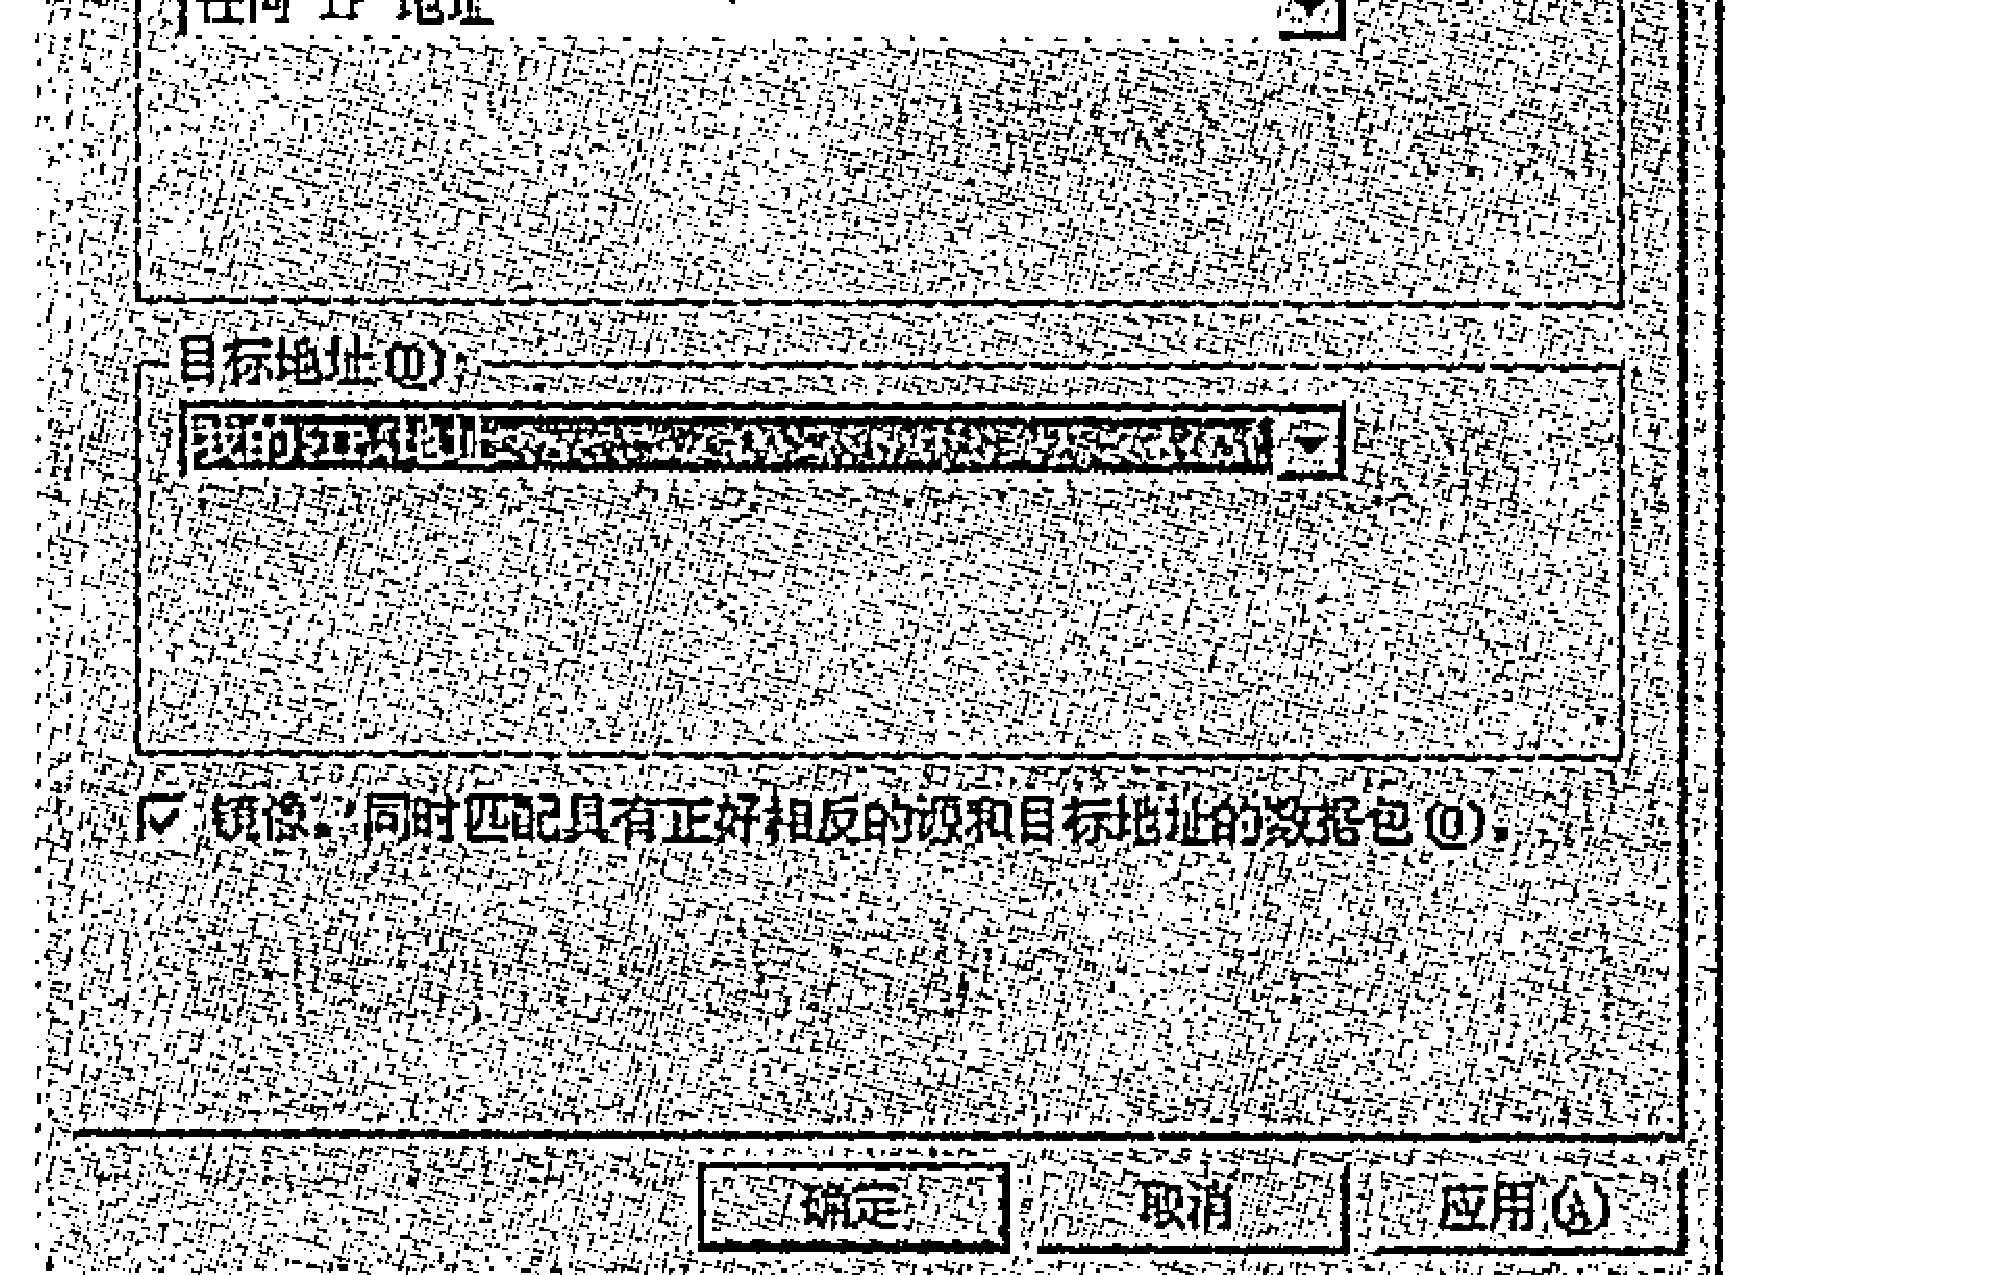 任何 IP 地址
目标地址(D):
我的 IP 地址
镜像。同时匹配具有正好相反的源和目标地址的数据包(O)。
确定
取消
应用(A)